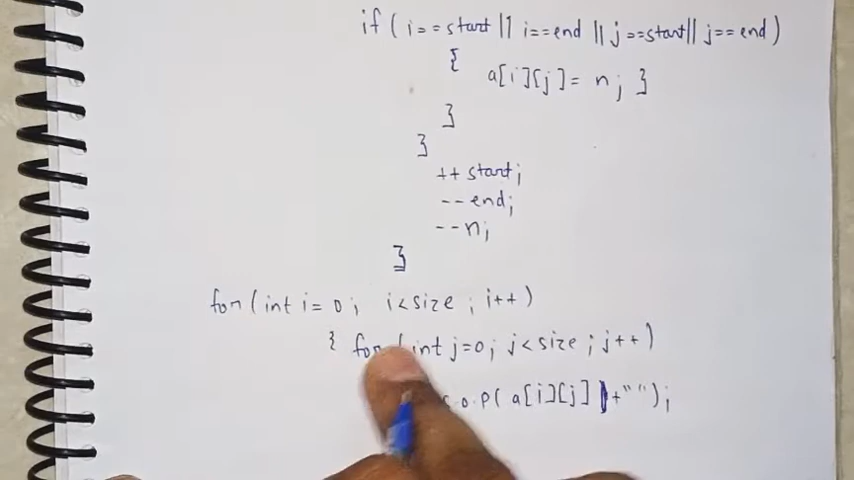 if ( i==start || i==end || j==start || j==end )
{
a[i][j]= n; }
}
}
++start;
--end;
--n;
}
for( int i= 0; i<size ; i++)
{ for ( int j=0; j<size ; j++)
s.o.p( a[i][j] +" ");